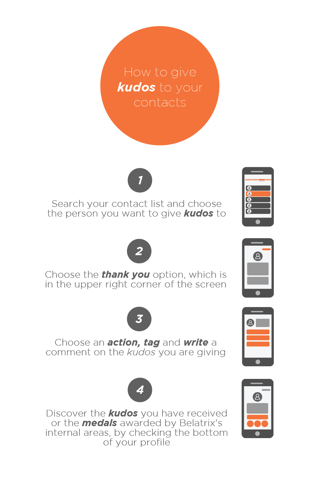 How to give
kudos to your
contacts
1
Search your contact list and choose
the person you want to give kudos to
2
Choose the thank you option, which is
in the upper right corner of the screen
3
Choose an action, tag and write a
comment on the kudos you are giving
4
Discover the kudos you have received
or the medals awarded by Belatrix's
internal areas, by checking the bottom
of your profile